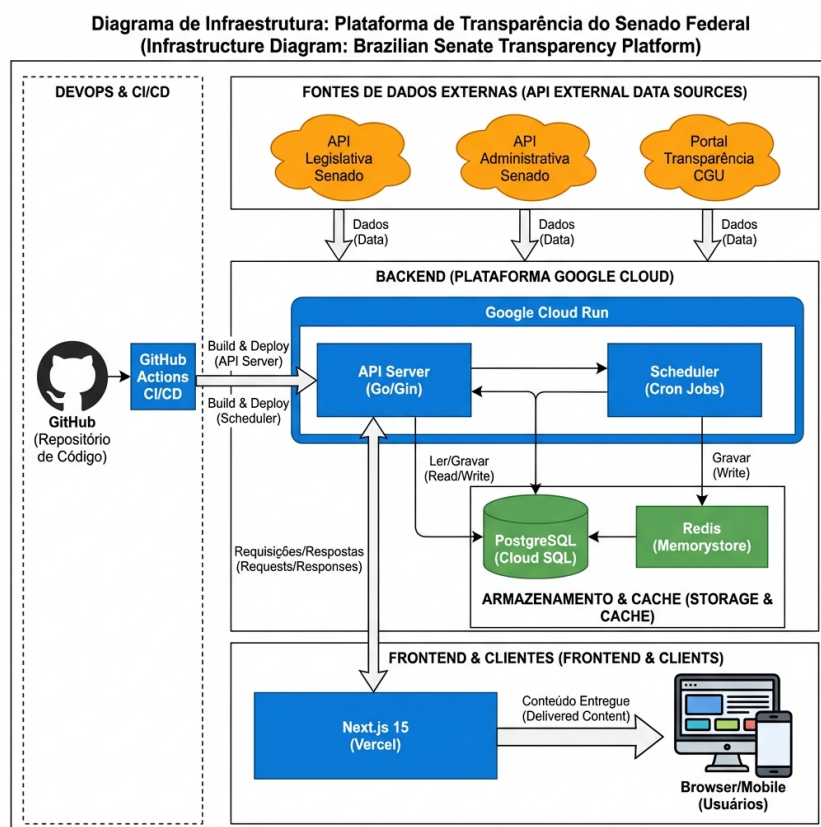 Diagrama de Infraestrutura: Plataforma de Transparência do Senado Federal
(Infrastructure Diagram: Brazilian Senate Transparency Platform)
DEVOPS & CI/CD
FONTES DE DADOS EXTERNAS (API EXTERNAL DATA SOURCES)
API
Legislativa
Senado
API
Administrativa
Senado
Portal
Transparência
CGU
Dados
(Data)
Dados
(Data)
Dados
(Data)
BACKEND (PLATAFORMA GOOGLE CLOUD)
Google Cloud Run
GitHub
(Repositório
de Código)
GitHub
Actions
CI/CD
Build & Deploy
(API Server)
Build & Deploy
(Scheduler)
API Server
(Go/Gin)
Scheduler
(Cron Jobs)
Ler/Gravar
(Read/Write)
Gravar
(Write)
PostgreSQL
(Cloud SQL)
Redis
(Memorystore)
ARMAZENAMENTO & CACHE (STORAGE &
CACHE)
Requisições/Respostas
(Requests/Responses)
FRONTEND & CLIENTES (FRONTEND & CLIENTS)
Next.js 15
(Vercel)
Conteúdo Entregue
(Delivered Content)
Browser/Mobile
(Usuários)